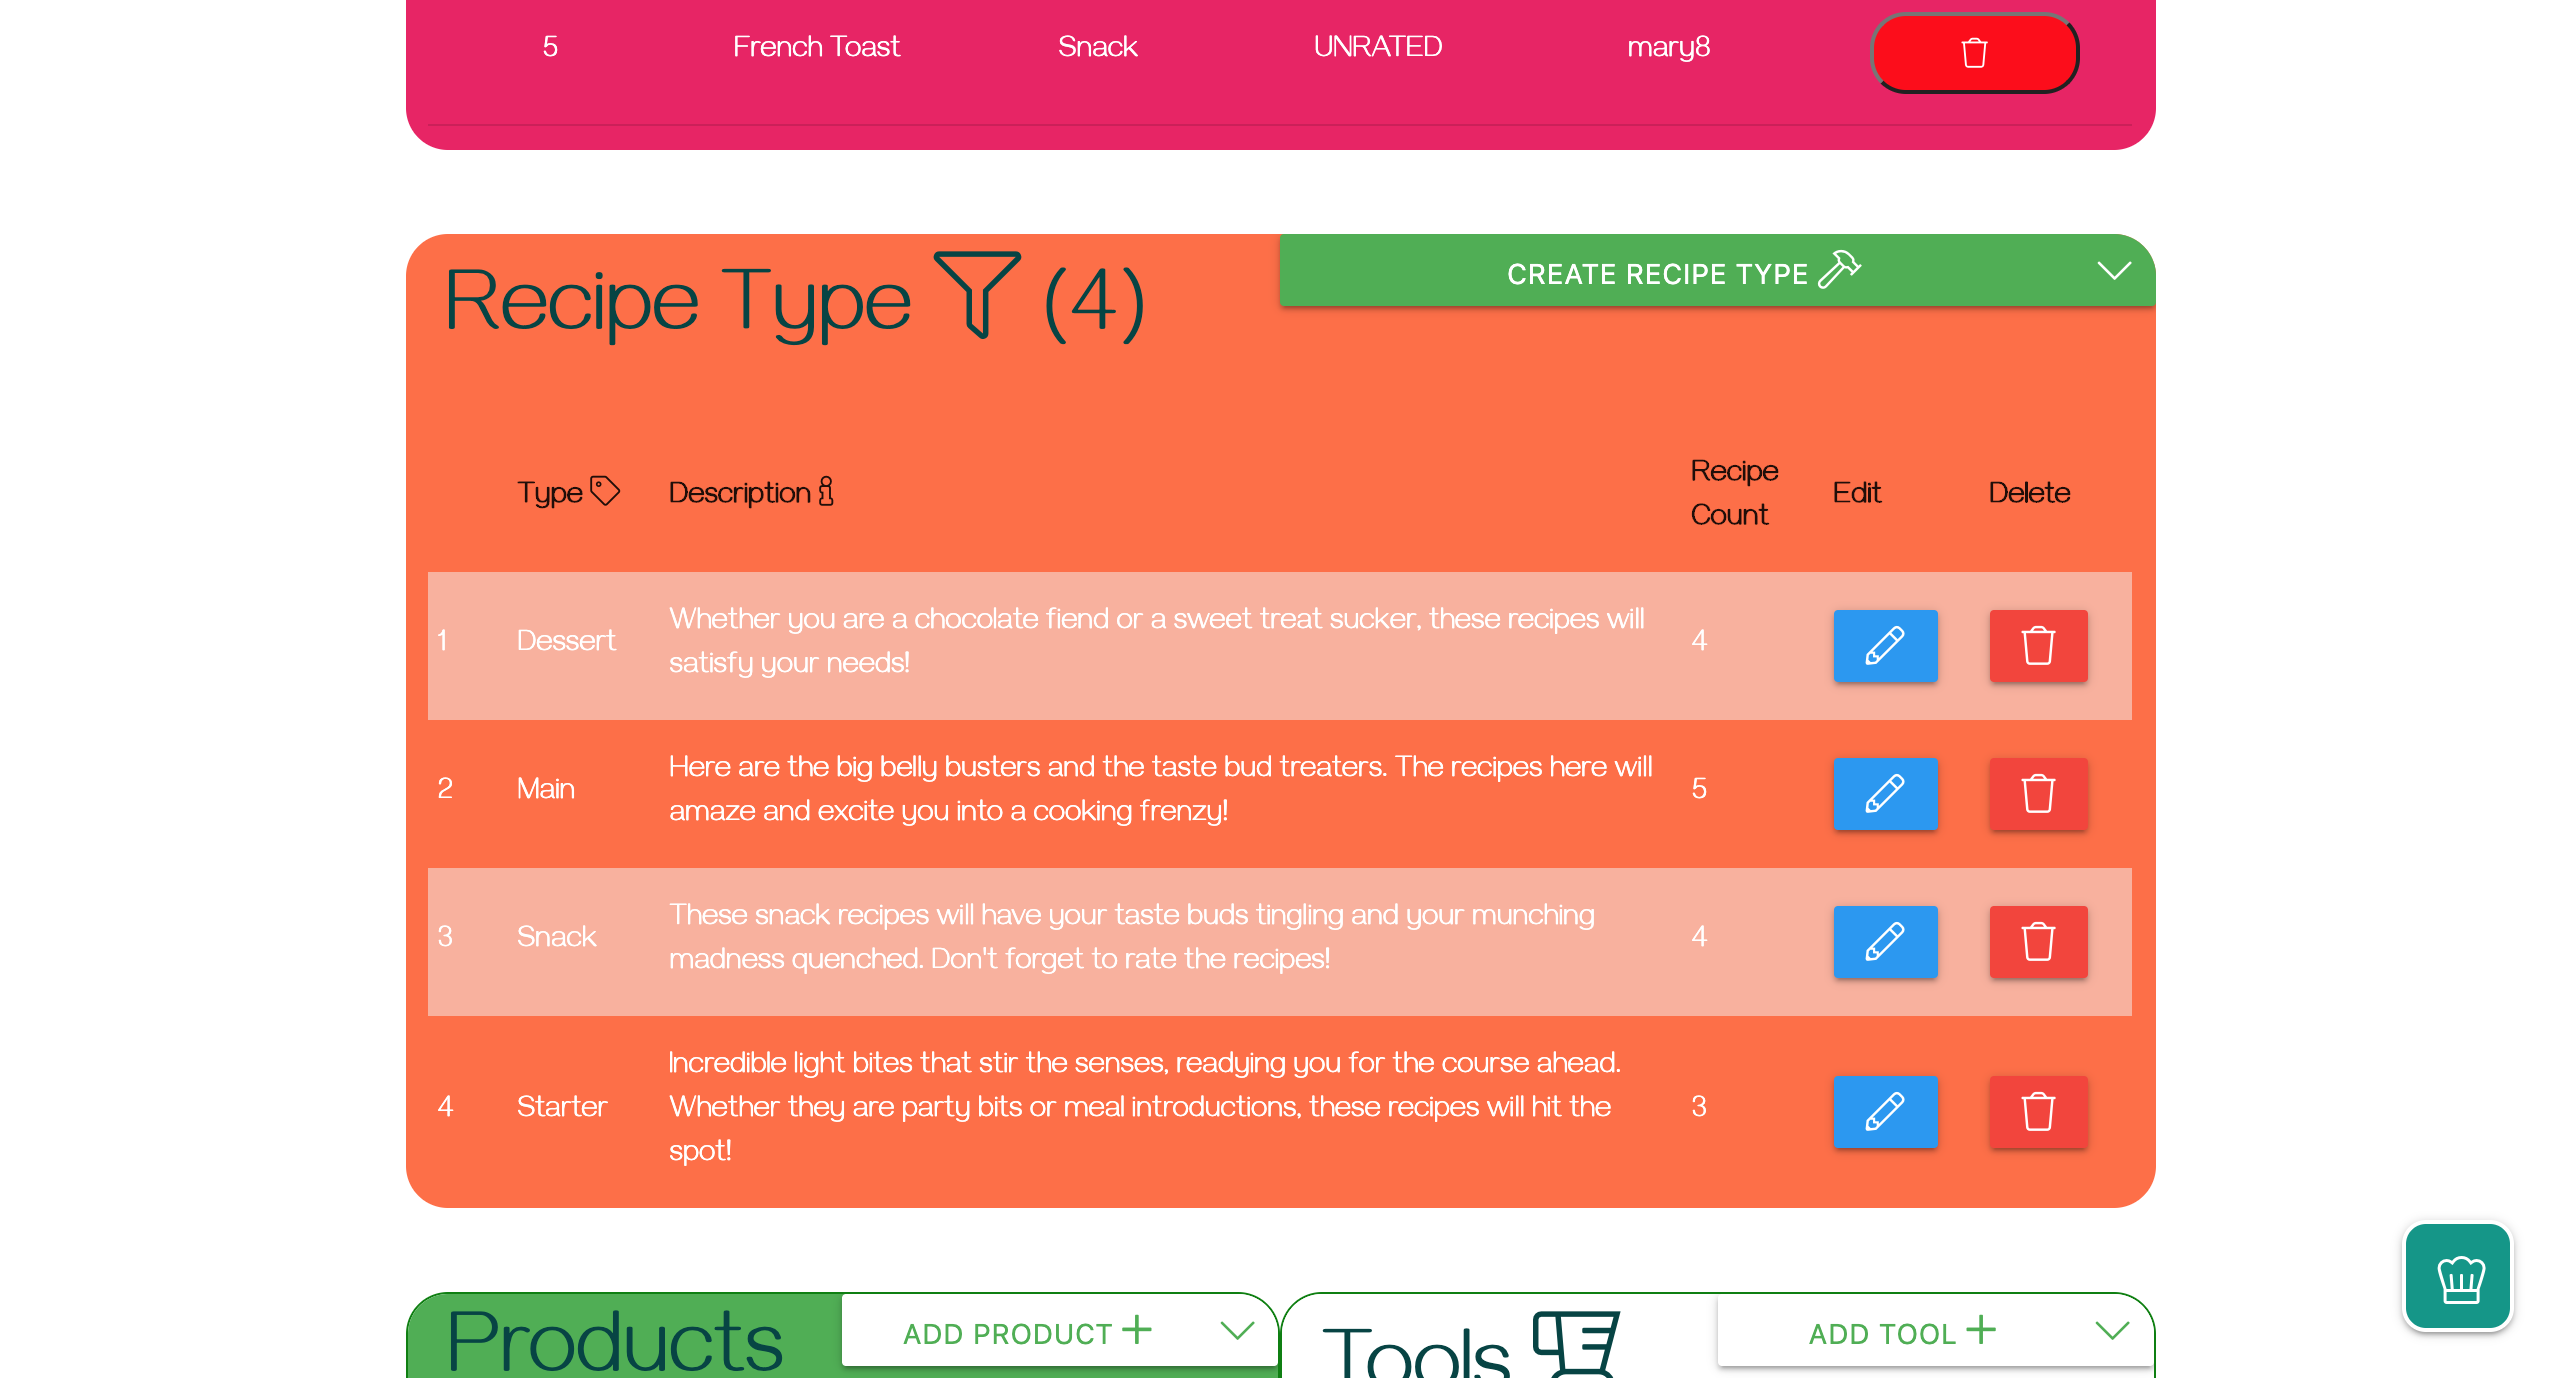 5 French Toast Snack UNRATED mary8
Recipe Type (4)
CREATE RECIPE TYPE
Type Description Recipe Count Edit Delete
1 Dessert Whether you are a chocolate fiend or a sweet treat sucker, these recipes will
satisfy your needs! 4
2 Main Here are the big belly busters and the taste bud treaters. The recipes here will
amaze and excite you into a cooking frenzy! 5
3 Snack These snack recipes will have your taste buds tingling and your munching
madness quenched. Don't forget to rate the recipes! 4
4 Starter Incredible light bites that stir the senses, readying you for the course ahead.
Whether they are party bits or meal introductions, these recipes will hit the
spot! 3
Products ADD PRODUCT
Tools ADD TOOL